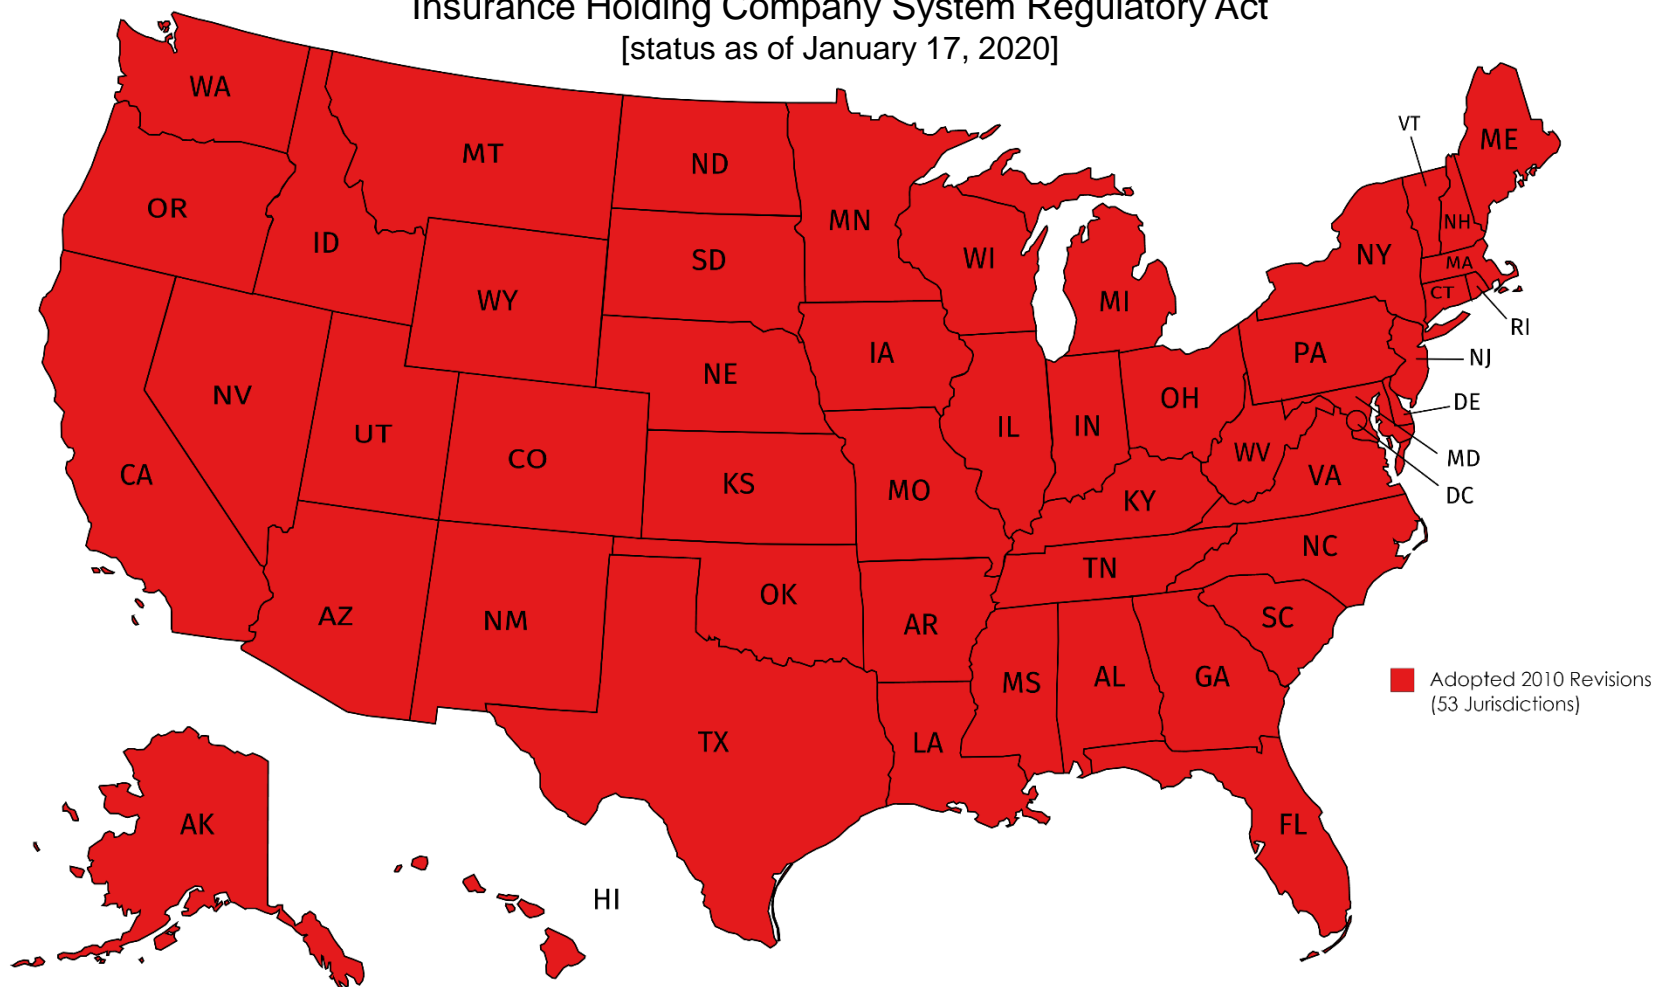 Insurance Holding Company System Regulatory Act
[status as of January 17, 2020]
WA
MT
ND
MN
OR
ID
WY
SD
WI
MI
VT
ME
NH
NY
MA
CT
RI
NV
UT
CO
NE
IA
IL
IN
OH
PA
NJ
DE
MD
DC
CA
KS
MO
KY
WV
VA
AZ
NM
OK
AR
TN
NC
SC
MS
AL
GA
TX
LA
FL
AK
HI
Adopted 2010 Revisions
(53 Jurisdictions)